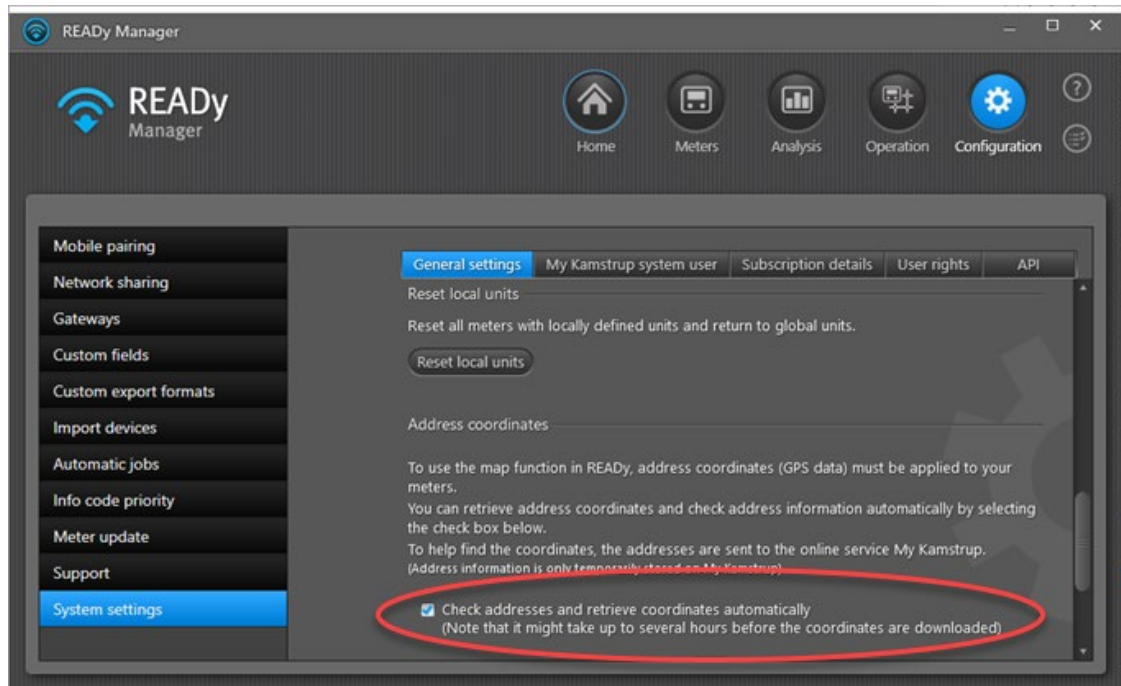 READy Manager
READy
Manager
Home
Meters
Analysis
Operation
Configuration
?
Mobile pairing
Network sharing
Gateways
Custom fields
Custom export formats
Import devices
Automatic jobs
Info code priority
Meter update
Support
System settings
General settings
My Kamstrup system user
Subscription details
User rights
API
Reset local units
Reset all meters with locally defined units and return to global units.
Reset local units
Address coordinates
To use the map function in READy, address coordinates (GPS data) must be applied to your
meters.
You can retrieve address coordinates and check address information automatically by selecting
the check box below.
To help find the coordinates, the addresses are sent to the online service My Kamstrup.
(Address information is only temporarily stored on My Kamstrup)
Check addresses and retrieve coordinates automatically
(Note that it might take up to several hours before the coordinates are downloaded)